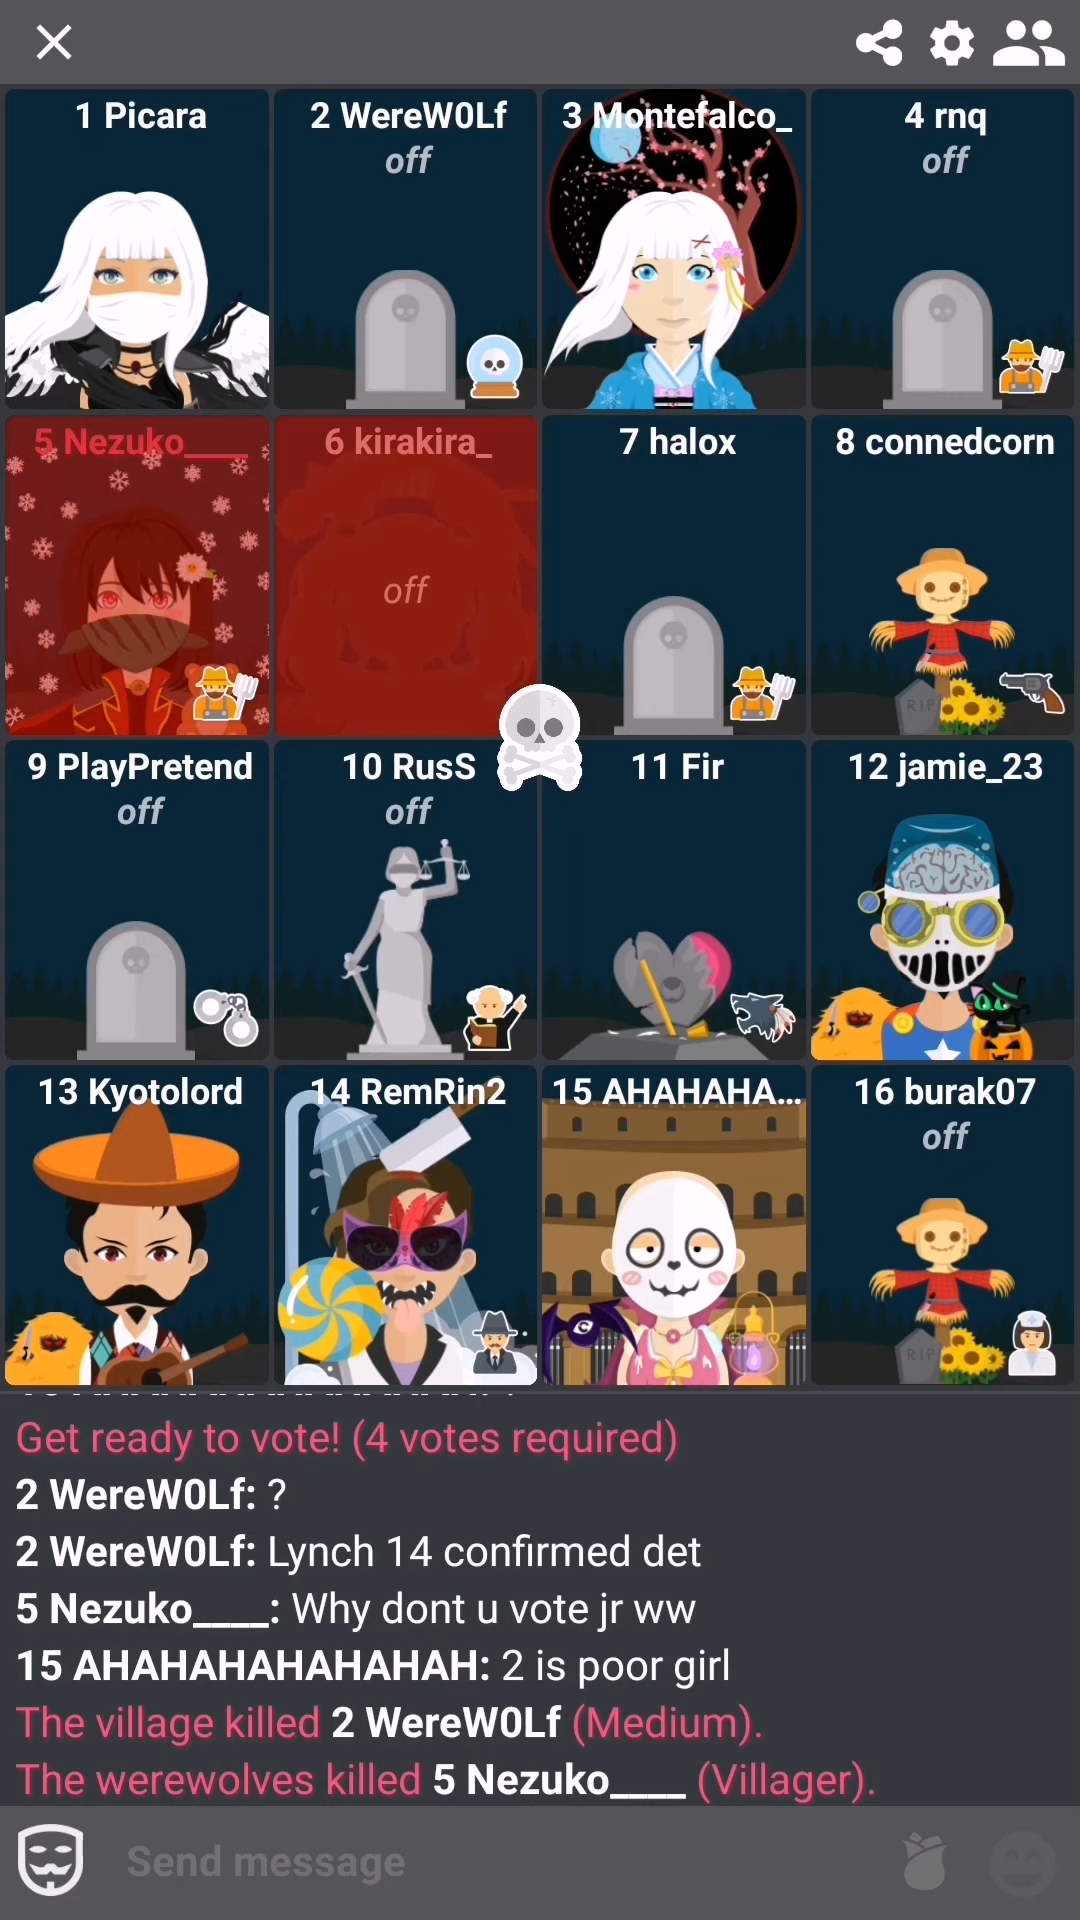 1 Picara
2 WereW0Lf
off
3 Montefalco_
4 rnq
off
5 Nezuko____
6 kirakira_
off
7 halox
8 connedcorn
RIP
9 PlayPretend
off
10 RusS
off
11 Fir
12 jamie_23
13 Kyotolord
14 RemRin2
15 AHAHAHA...
16 burak07
off
RIP
Get ready to vote! (4 votes required)
2 WereW0Lf: ?
2 WereW0Lf: Lynch 14 confirmed det
5 Nezuko____: Why dont u vote jr ww
15 AHAHAHAHAHAHAH: 2 is poor girl
The village killed 2 WereW0Lf (Medium).
The werewolves killed 5 Nezuko____ (Villager).
Send message